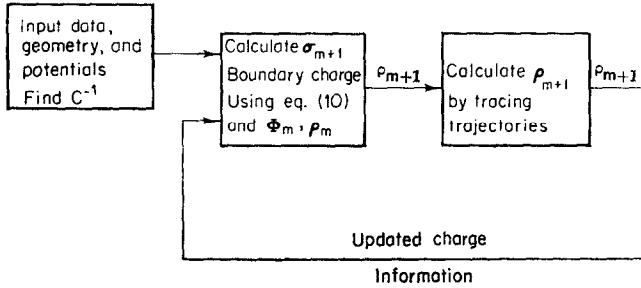 Input data,
geometry, and
potentials
Find C⁻¹
Calculate σm+1
Boundary charge
Using eq. (10)
and Φm, ρm
ρm+1
Calculate ρm+1
by tracing
trajectories
ρm+1
Updated charge
Information